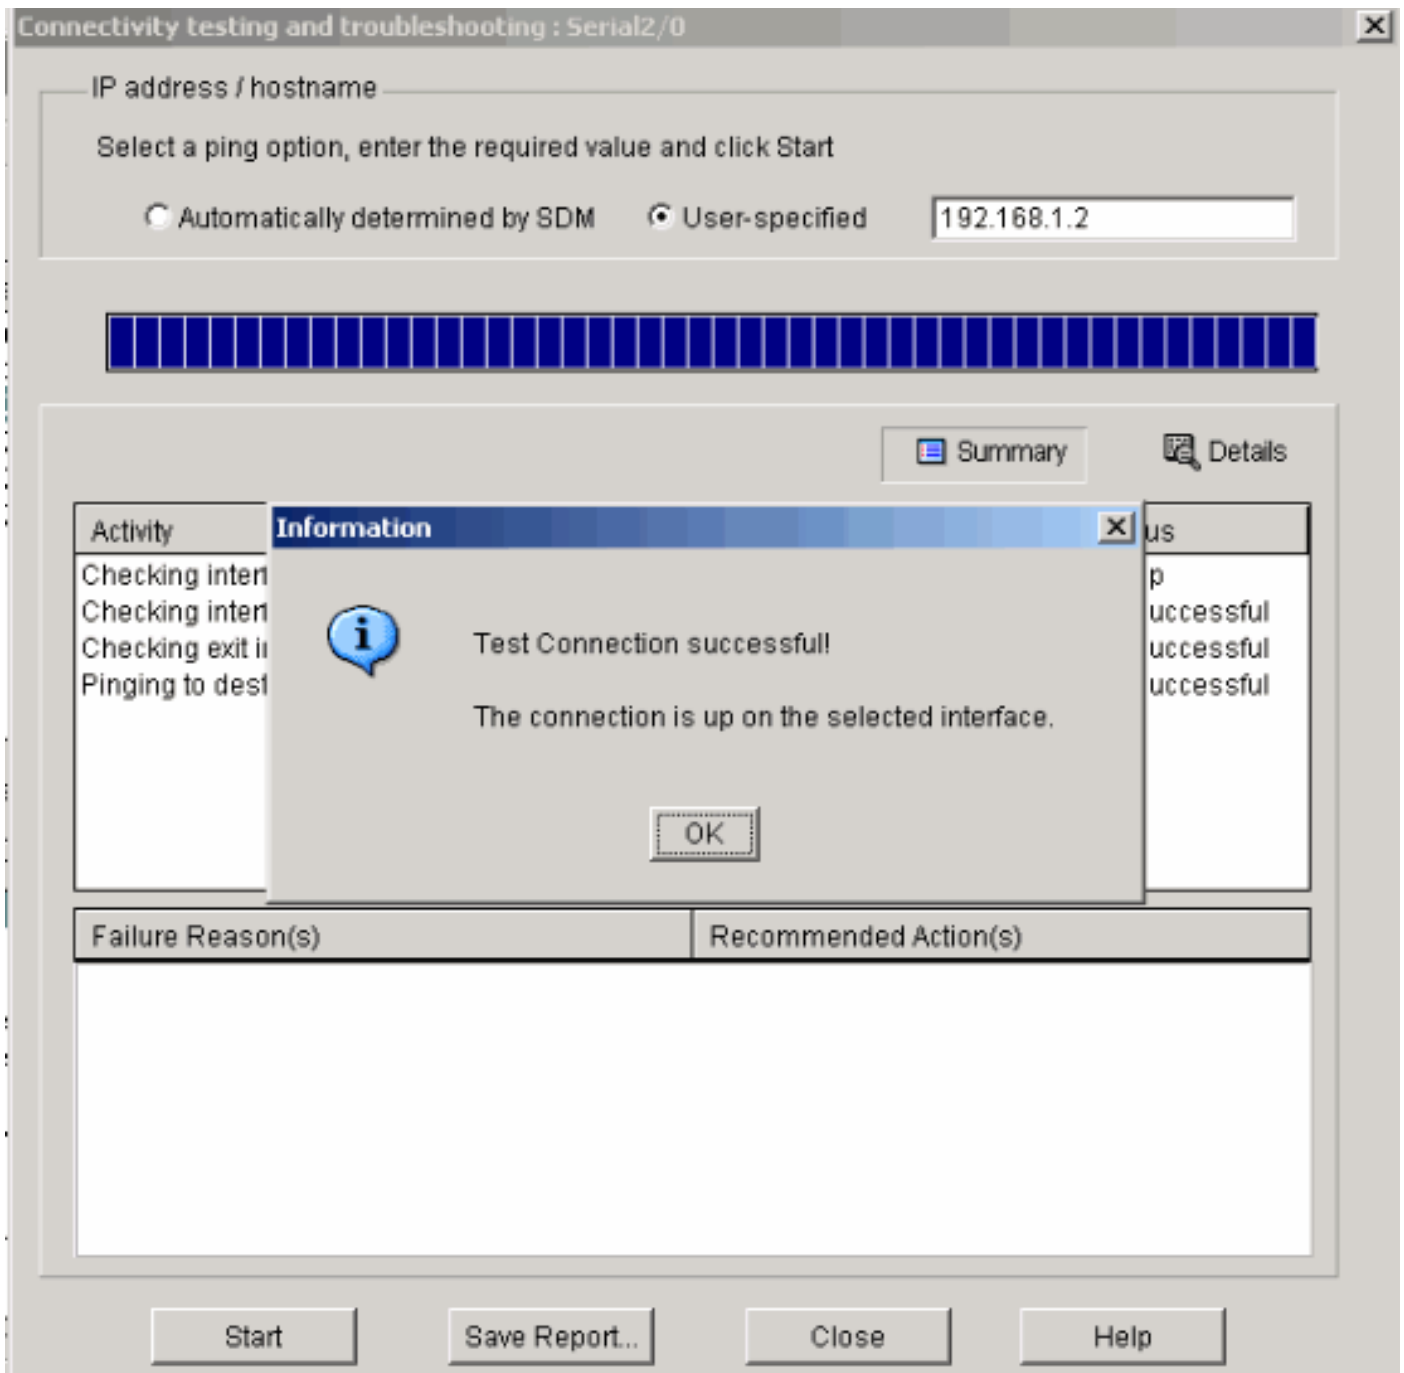 Connectivity testing and troubleshooting : Serial2/0
IP address / hostname
Select a ping option, enter the required value and click Start
Automatically determined by SDM User-specified 192.168.1.2
Summary Details
Activity us
Information
Checking inter p
Checking inter uccessful
Checking exit i uccessful
Pinging to dest uccessful
Test Connection successful!
The connection is up on the selected interface.
OK
Failure Reason(s) Recommended Action(s)
Start Save Report... Close Help